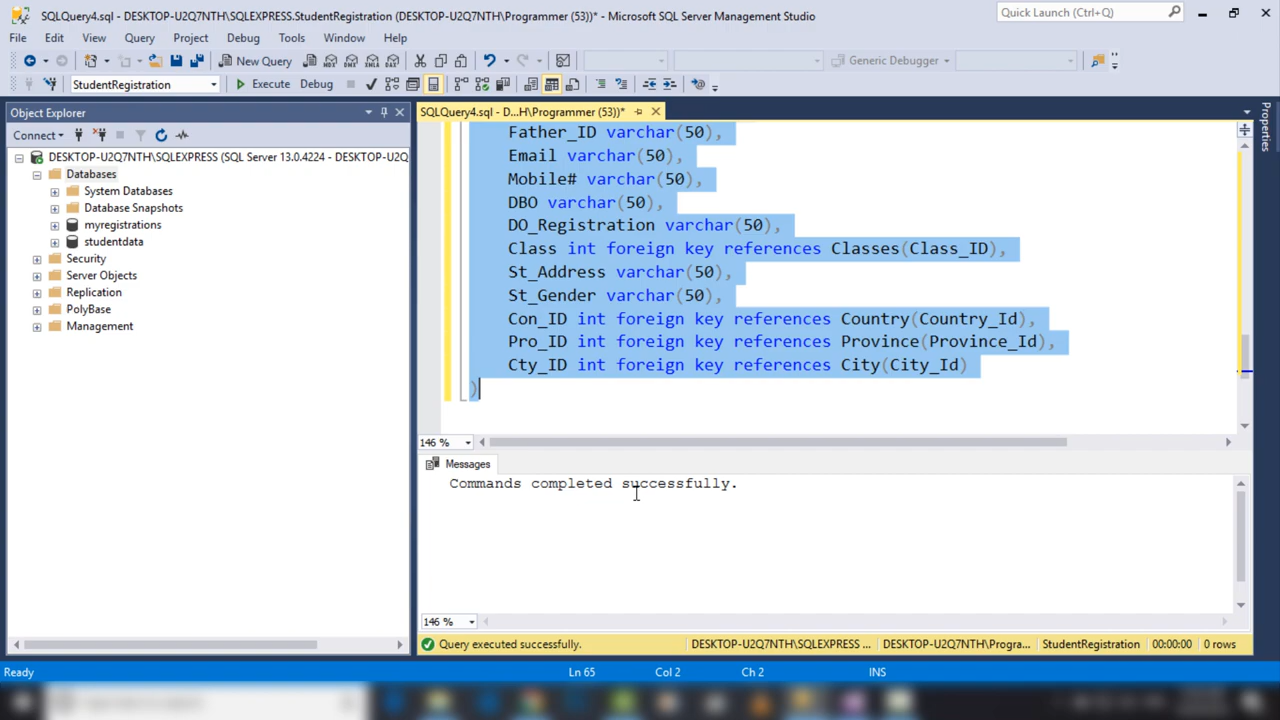 SQLQuery4.sql - DESKTOP-U2Q7NTH\SQLEXPRESS.StudentRegistration (DESKTOP-U2Q7NTH\Programmer (53))* - Microsoft SQL Server Management Studio
Quick Launch (Ctrl+Q)
File Edit View Query Project Debug Tools Window Help
New Query
Generic Debugger
StudentRegistration Execute Debug
Object Explorer
SQLQuery4.sql - D...H\Programmer (53))*
Properties
Connect
DESKTOP-U2Q7NTH\SQLEXPRESS (SQL Server 13.0.4224 - DESKTOP-U2Q
Databases
System Databases
Database Snapshots
myregistrations
studentdata
Security
Server Objects
Replication
PolyBase
Management
Father_ID varchar(50),
Email varchar(50),
Mobile# varchar(50),
DBO varchar(50),
DO_Registration varchar(50),
Class int foreign key references Classes(Class_ID),
St_Address varchar(50),
St_Gender varchar(50),
Con_ID int foreign key references Country(Country_Id),
Pro_ID int foreign key references Province(Province_Id),
Cty_ID int foreign key references City(City_Id)
)
146 %
Messages
Commands completed successfully.
146 %
Query executed successfully. DESKTOP-U2Q7NTH\SQLEXPRESS ... DESKTOP-U2Q7NTH\Progra... StudentRegistration 00:00:00 0 rows
Ready Ln 65 Col 2 Ch 2 INS